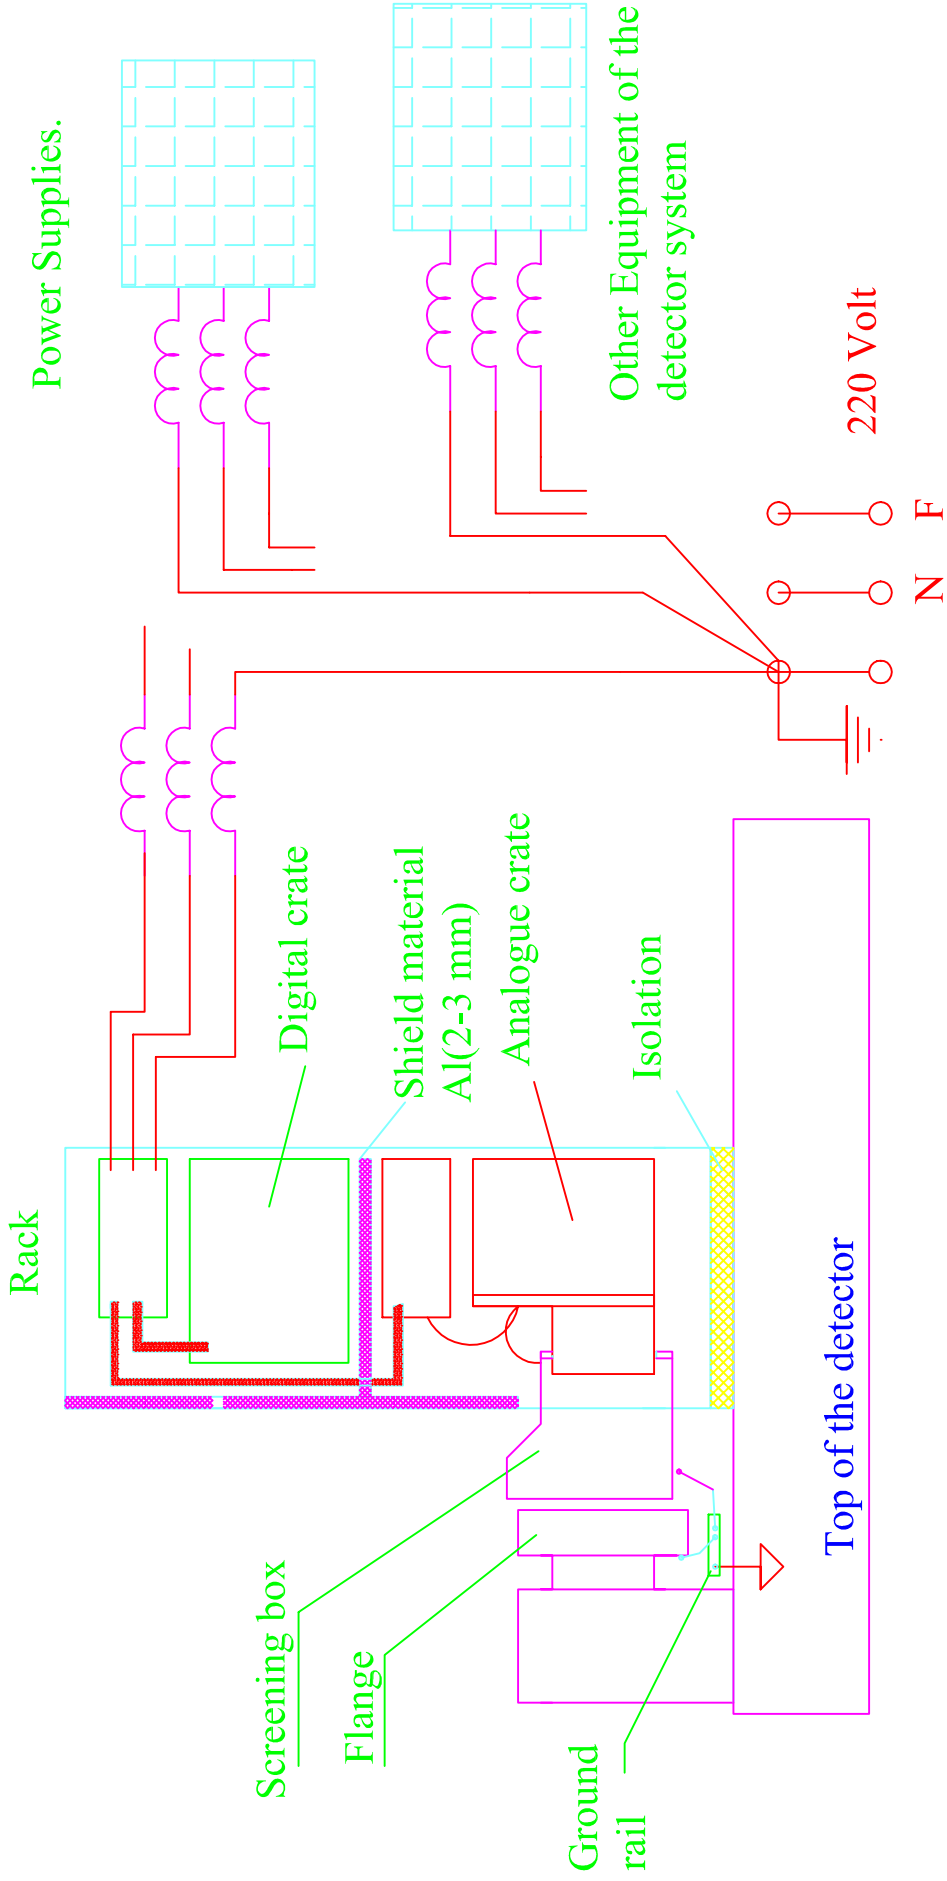 Power Supplies.
Other Equipment of the
detector system
220 Volt
F
N
Rack
Digital crate
Shield material
Al(2-3 mm)
Analogue crate
Isolation
Top of the detector
Screening box
Flange
Ground
rail